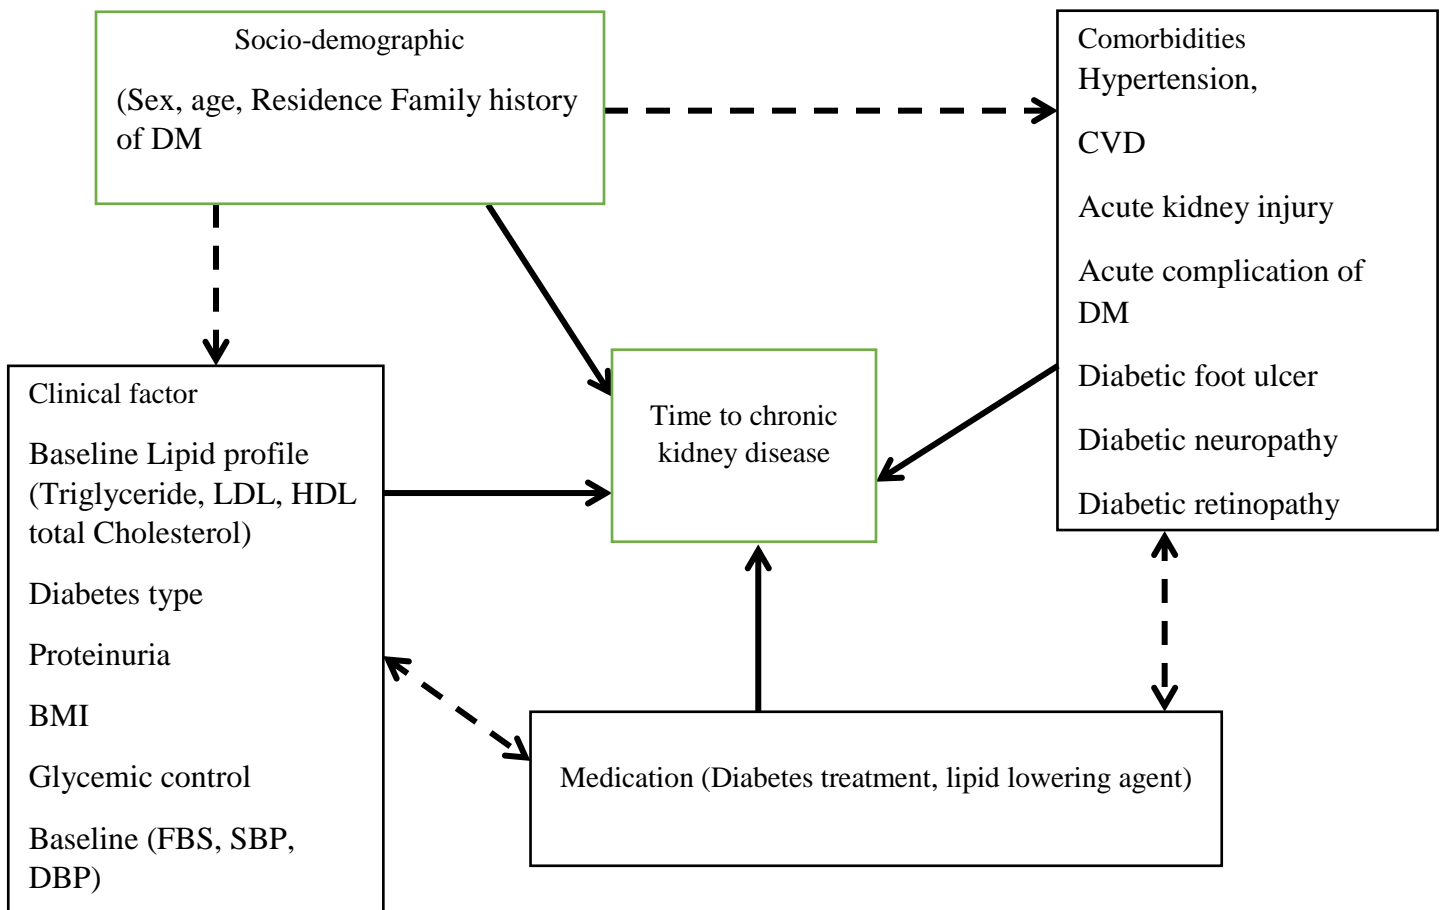 Socio-demographic
(Sex, age, Residence Family history
of DM
Comorbidities
Hypertension,
CVD
Acute kidney injury
Acute complication of
DM
Diabetic foot ulcer
Diabetic neuropathy
Diabetic retinopathy
Clinical factor
Baseline Lipid profile
(Triglyceride, LDL, HDL
total Cholesterol)
Diabetes type
Proteinuria
BMI
Glycemic control
Baseline (FBS, SBP,
DBP)
Time to chronic
kidney disease
Medication (Diabetes treatment, lipid lowering agent)